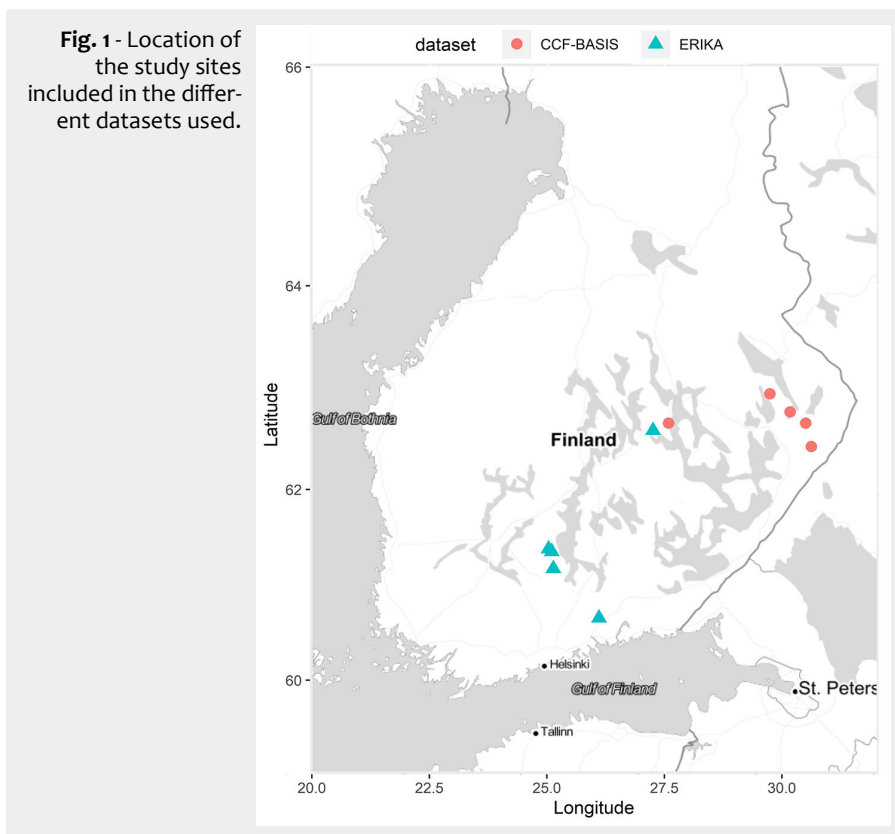 Fig. 1 - Location of
the study sites
included in the differ-
ent datasets used.
dataset CCF-BASIS ERIKA
66
64
62
60
Latitude
Gulf of Bothnia
Finland
Helsinki
Gulf of Finland
St. Peters
Tallinn
20.0 22.5 25.0 27.5 30.0
Longitude